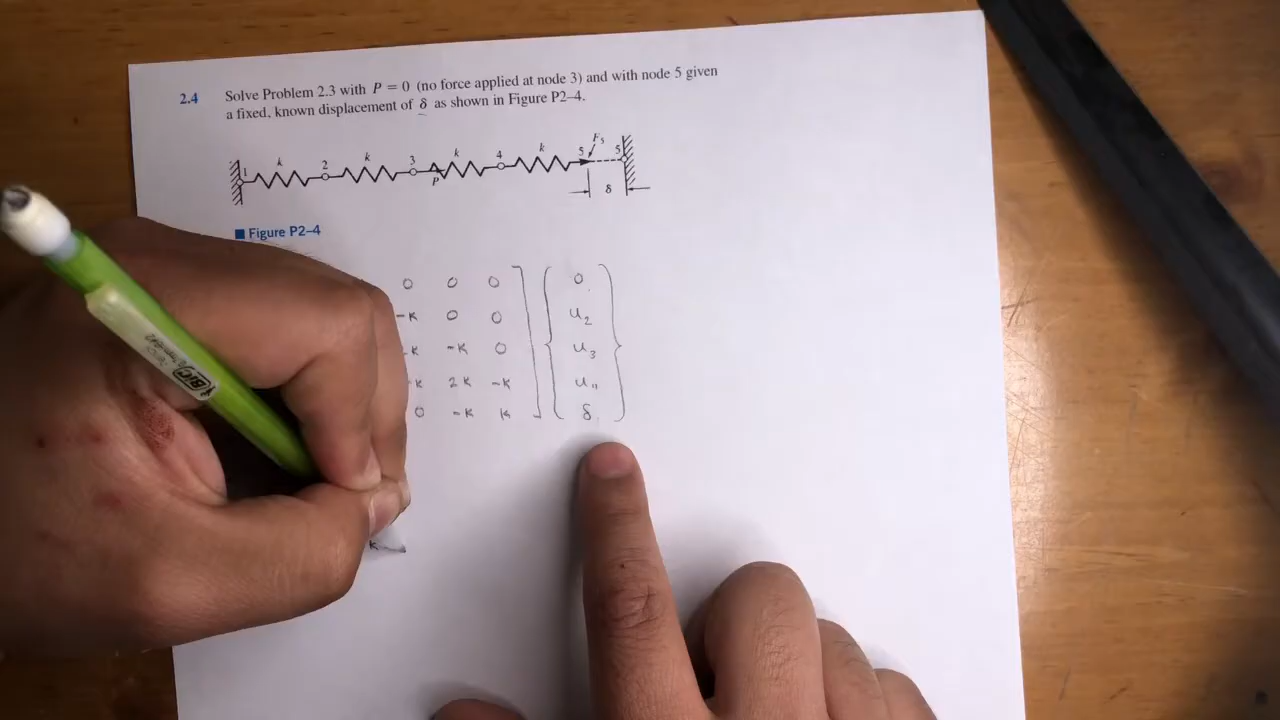 2.4 Solve Problem 2.3 with P = 0 (no force applied at node 3) and with node 5 given
a fixed, known displacement of δ as shown in Figure P2–4.
F5
k k k k
1 2 3 4 5 5
P
δ
■ Figure P2–4
0 0 0 0
-K 0 0 u2
-K -K 0 u3
-K 2K -K u4
0 -K K δ
K
BIC